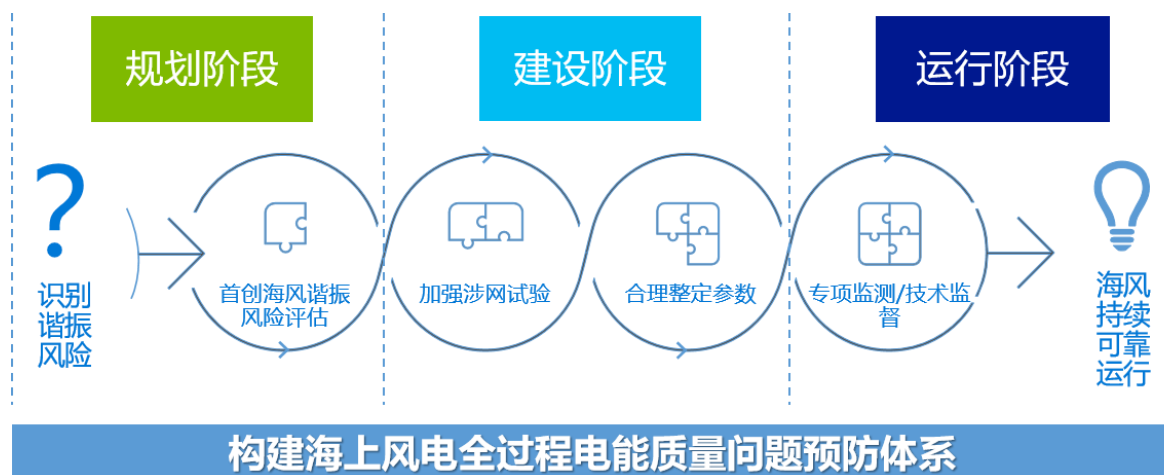 规划阶段
建设阶段
运行阶段
?
识别
谐振
风险
首创海风谐振
风险评估
加强涉网试验
合理整定参数
专项监测/技术监
督
海风
持续
可靠
运行
构建海上风电全过程电能质量问题预防体系